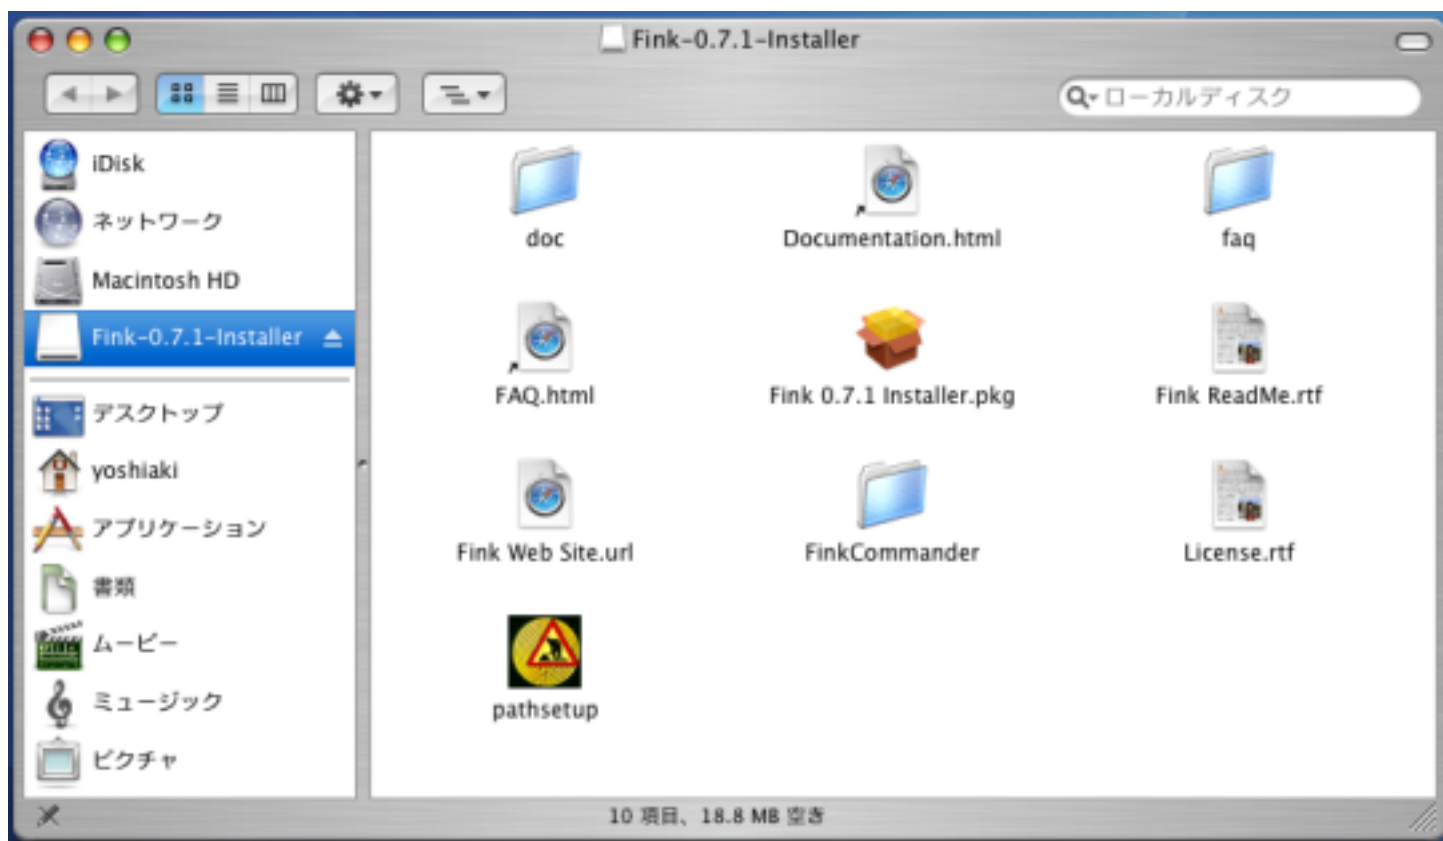 Fink-0.7.1-Installer
ローカルディスク
iDisk
ネットワーク
Macintosh HD
Fink-0.7.1-Installer
デスクトップ
yoshiaki
アプリケーション
書類
ムービー
ミュージック
ピクチャ
doc
Documentation.html
faq
FAQ.html
Fink 0.7.1 Installer.pkg
Fink ReadMe.rtf
Fink Web Site.url
FinkCommander
License.rtf
pathsetup
10 項目、18.8 MB 空き